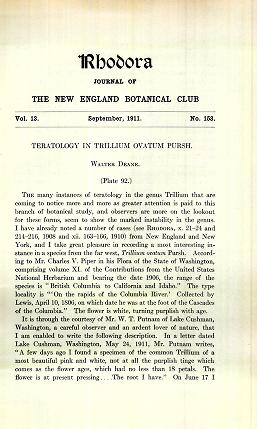 Rhodora
JOURNAL OF
THE NEW ENGLAND BOTANICAL CLUB
Vol. 13. September, 1911. No. 153.
TERATOLOGY IN TRILLIUM OVATUM PURSH.
WALTER DEANE.
(Plate 92.)
THE many instances of teratology in the genus Trillium that are
coming to notice more and more as greater attention is paid to this
branch of botanical study, and observers are more on the lookout
for these forms, seem to show the marked instability in the genus.
I have already noted a number of cases (see RHODORA, x. 21–24 and
214–216, 1908 and xii. 163–166, 1910) from New England and New
York, and I take great pleasure in recording a most interesting in-
stance in a species from the far west, Trillium ovatum Pursh. Accord-
ing to Mr. Charles V. Piper in his Flora of the State of Washington,
comprising volume XI. of the Contributions from the United States
National Herbarium and bearing the date 1906, the range of the
species is "British Columbia to California and Idaho." The type
locality is "'On the rapids of the Columbia River.' Collected by
Lewis, April 10, 1806, on which date he was at the foot of the Cascades
of the Columbia." The flower is white, turning purplish with age.
It is through the courtesy of Mr. W. T. Putnam of Lake Cushman,
Washington, a careful observer and an ardent lover of nature, that
I am enabled to write the following description. In a letter dated
Lake Cushman, Washington, May 24, 1911, Mr. Putnam writes,
"A few days ago I found a specimen of the common Trillium of a
most beautiful pink and white, not at all the purplish tinge which
comes as the flower ages, which had no less than 18 petals. The
flower is at present pressing . . . The root I have." On June 17 I